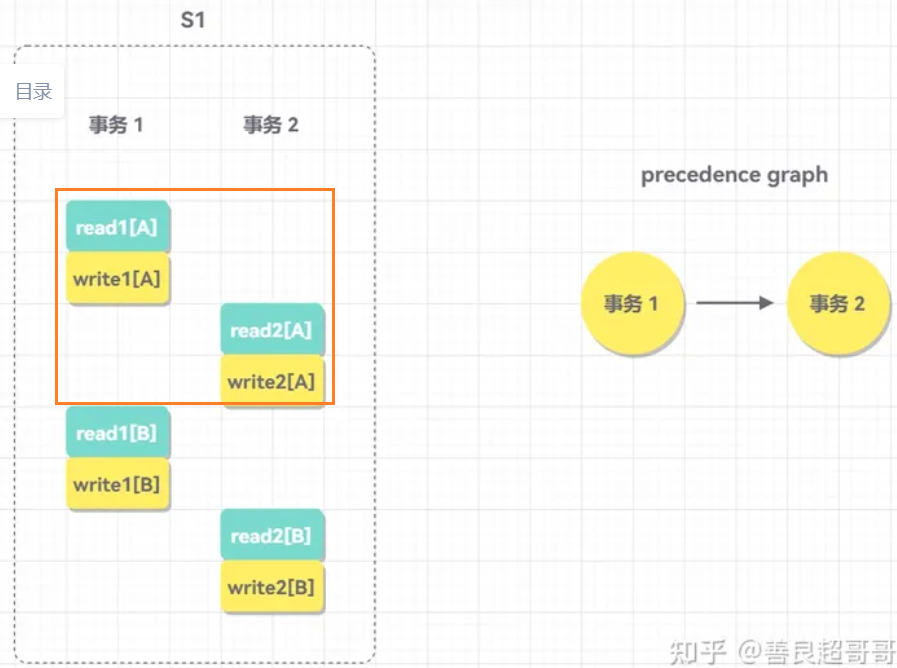 S1
目录
事务 1
事务 2
precedence graph
read1[A]
write1[A]
read2[A]
write2[A]
事务 1
事务 2
read1[B]
write1[B]
read2[B]
write2[B]
知乎 @善良超哥哥